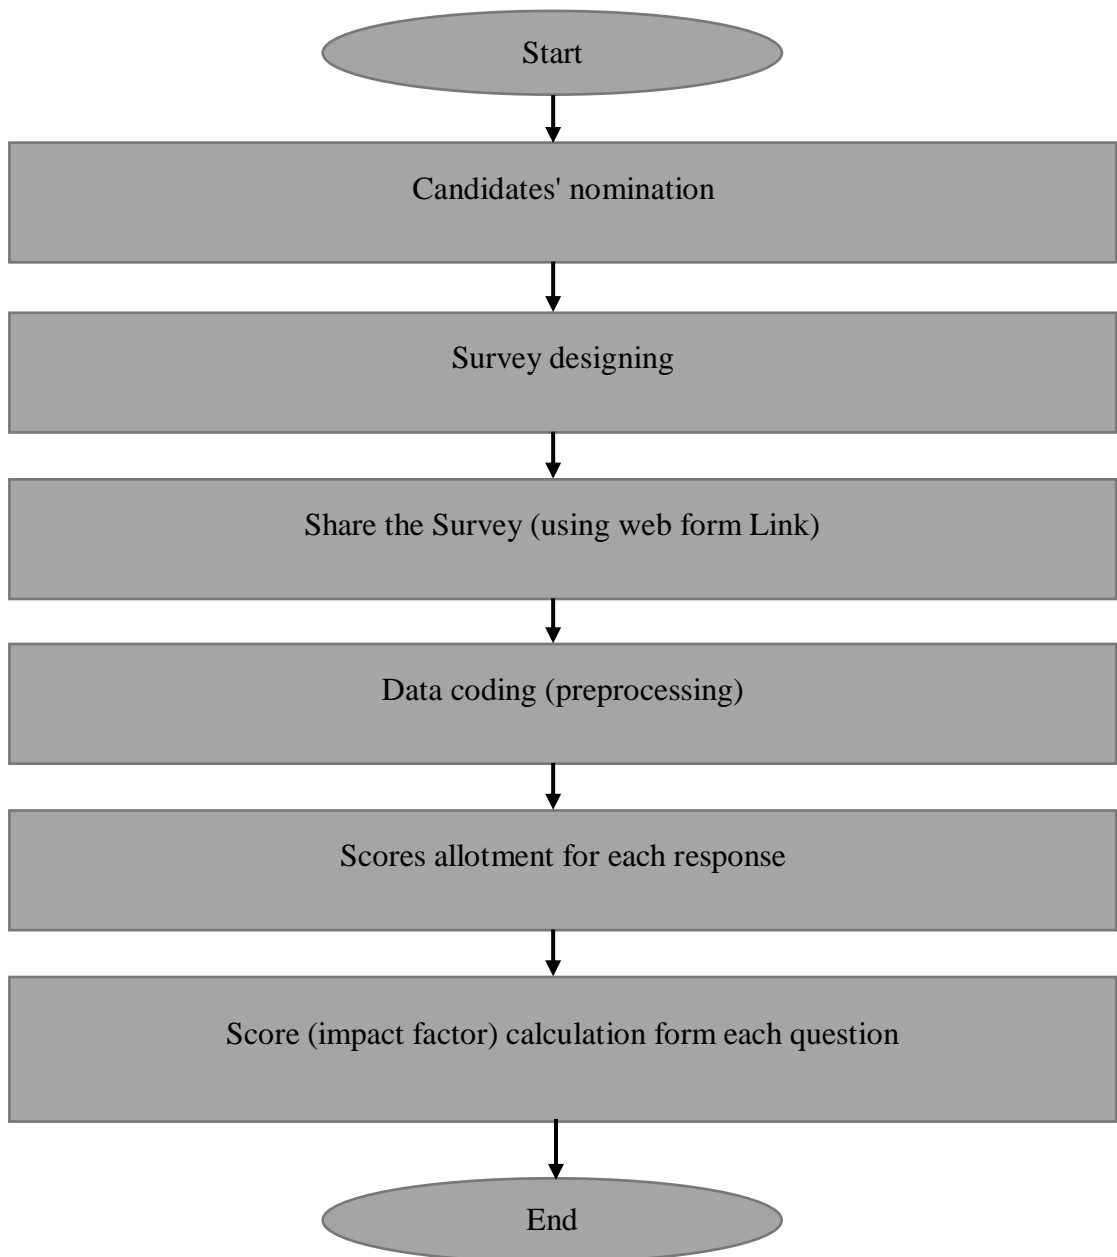 Start
Candidates' nomination
Survey designing
Share the Survey (using web form Link)
Data coding (preprocessing)
Scores allotment for each response
Score (impact factor) calculation form each question
End